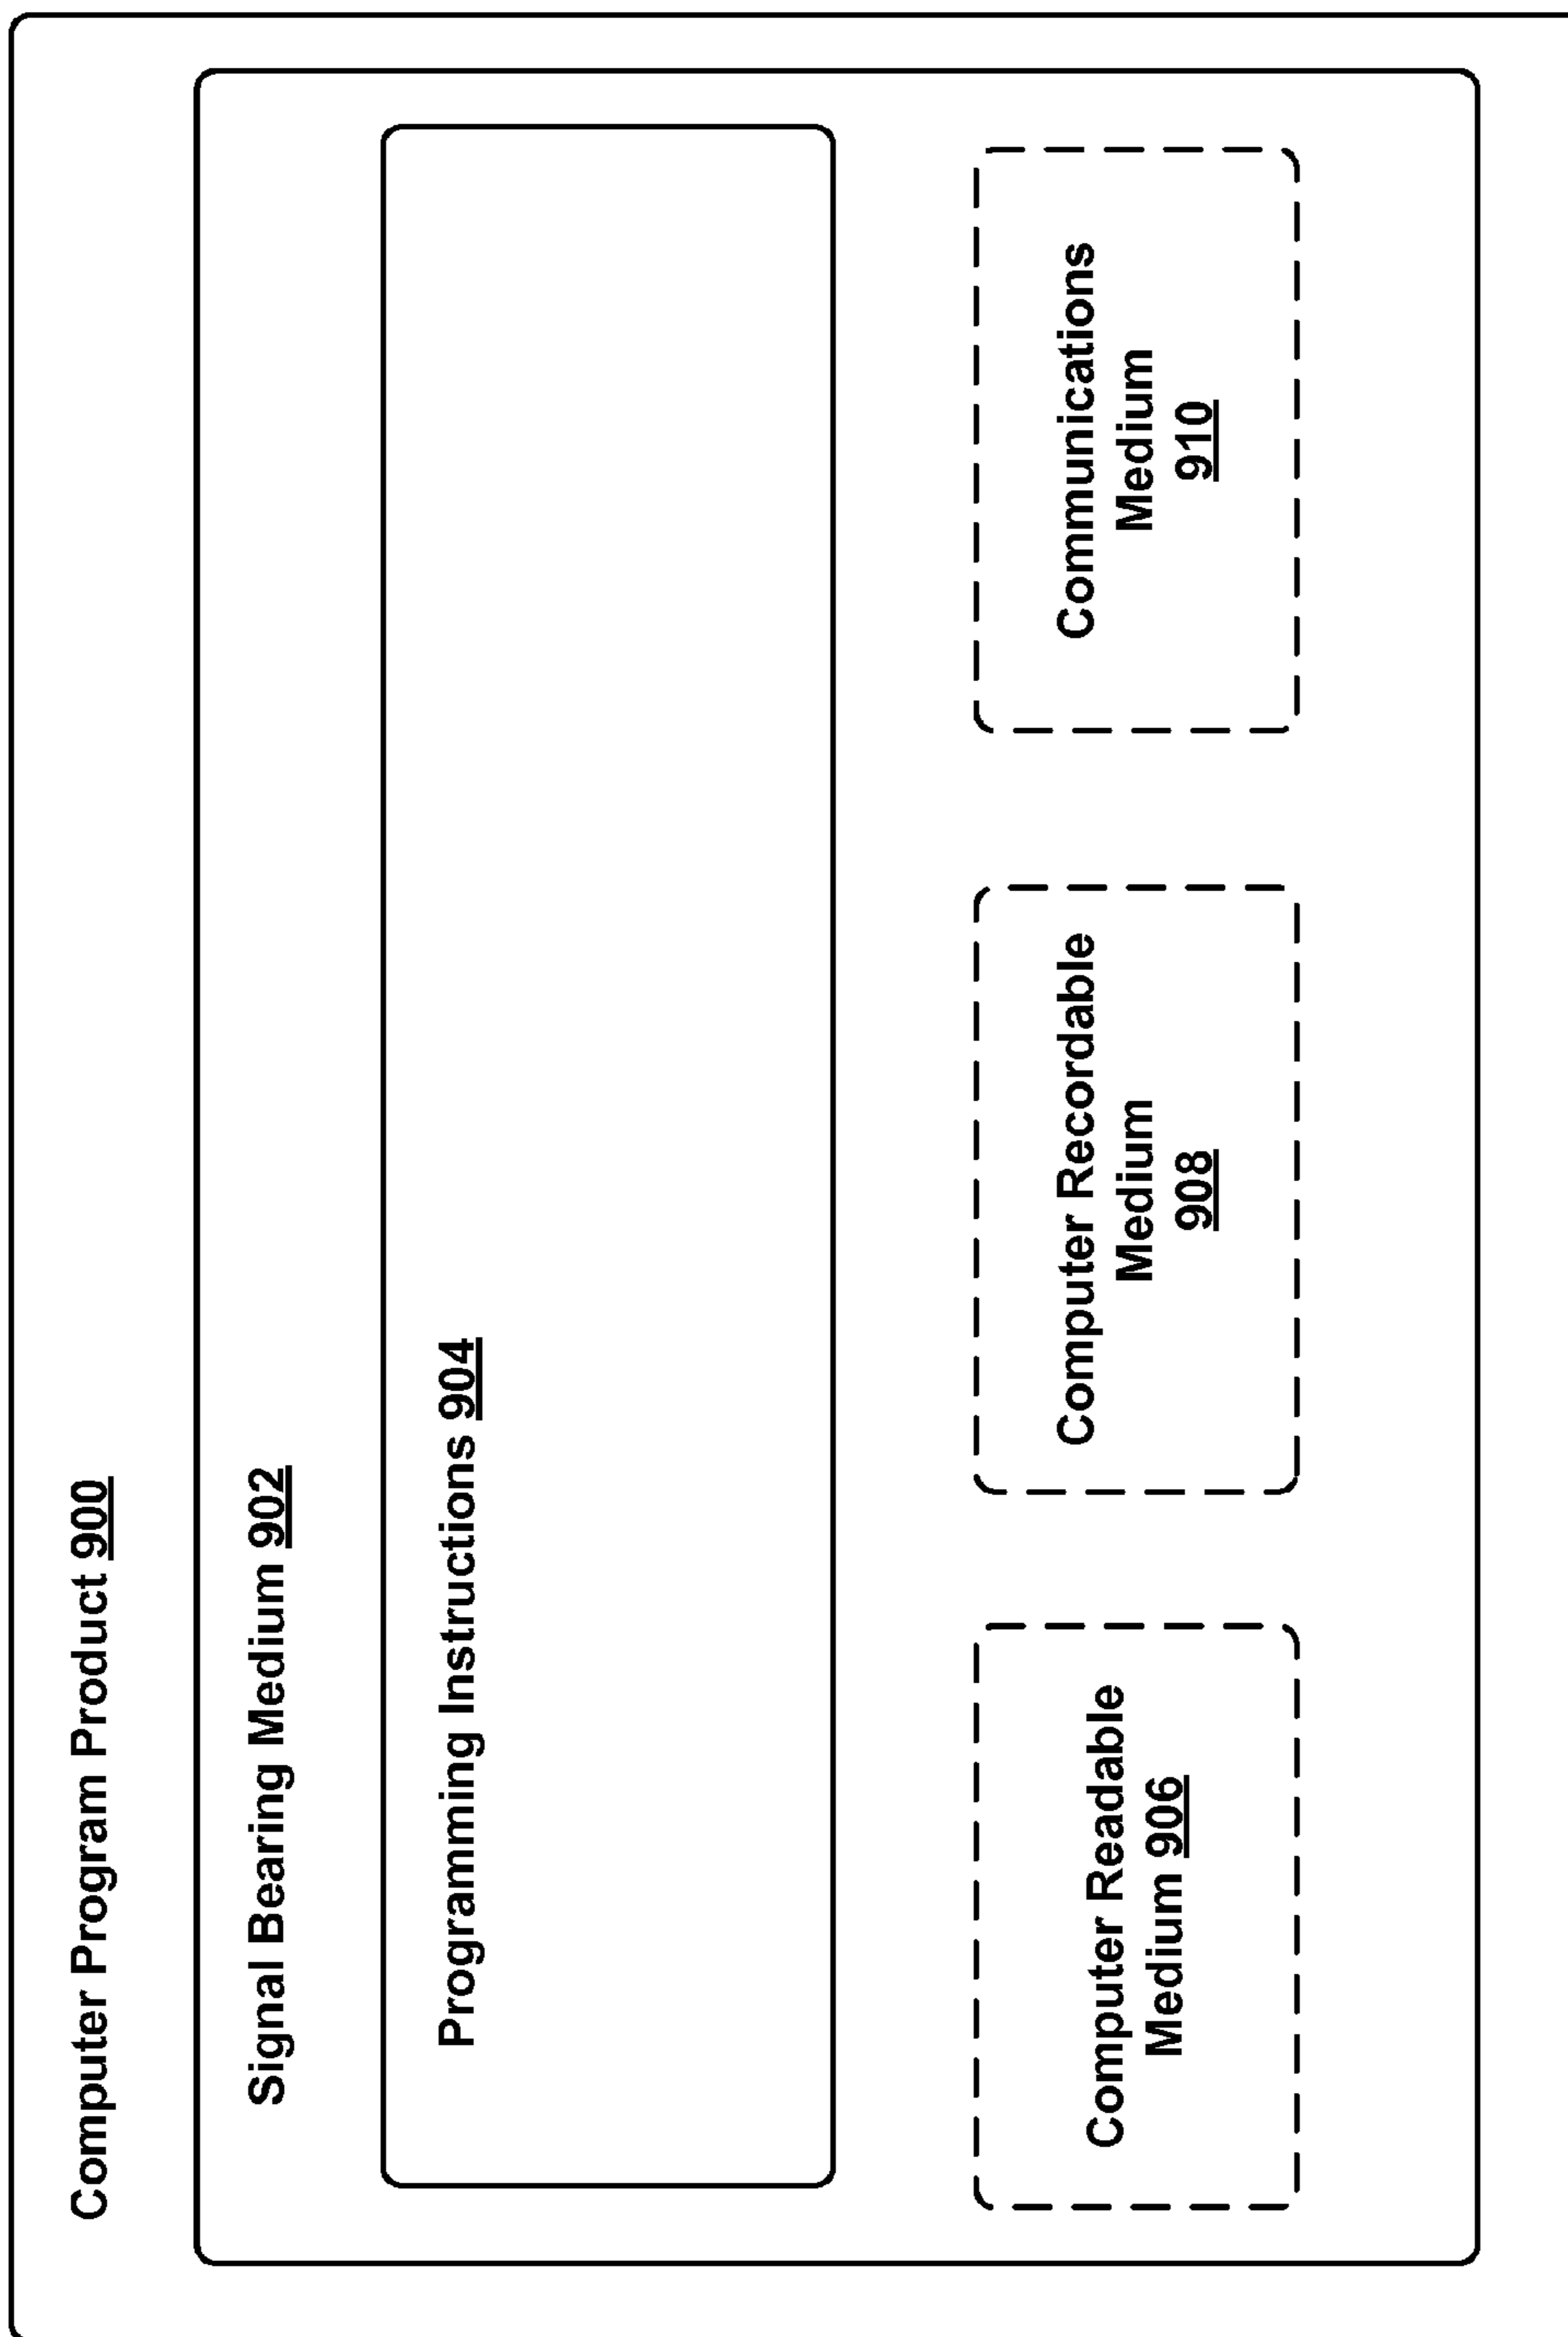 Computer Program Product 900
Signal Bearing Medium 902
Programming Instructions 904
Computer Readable
Medium 906
Computer Recordable
Medium
908
Communications
Medium
910